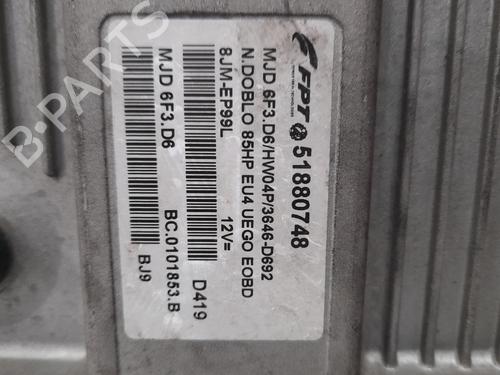 FPT 51880748
MJD 6F3.D6/HW04P/3646-D692
N.DOBLO 85HP EU4 UEGO EOBD
8JM-EP99L 12V= D419
MJD 6F3.D6 BC.0101853.B
BJ9
B-PARTS